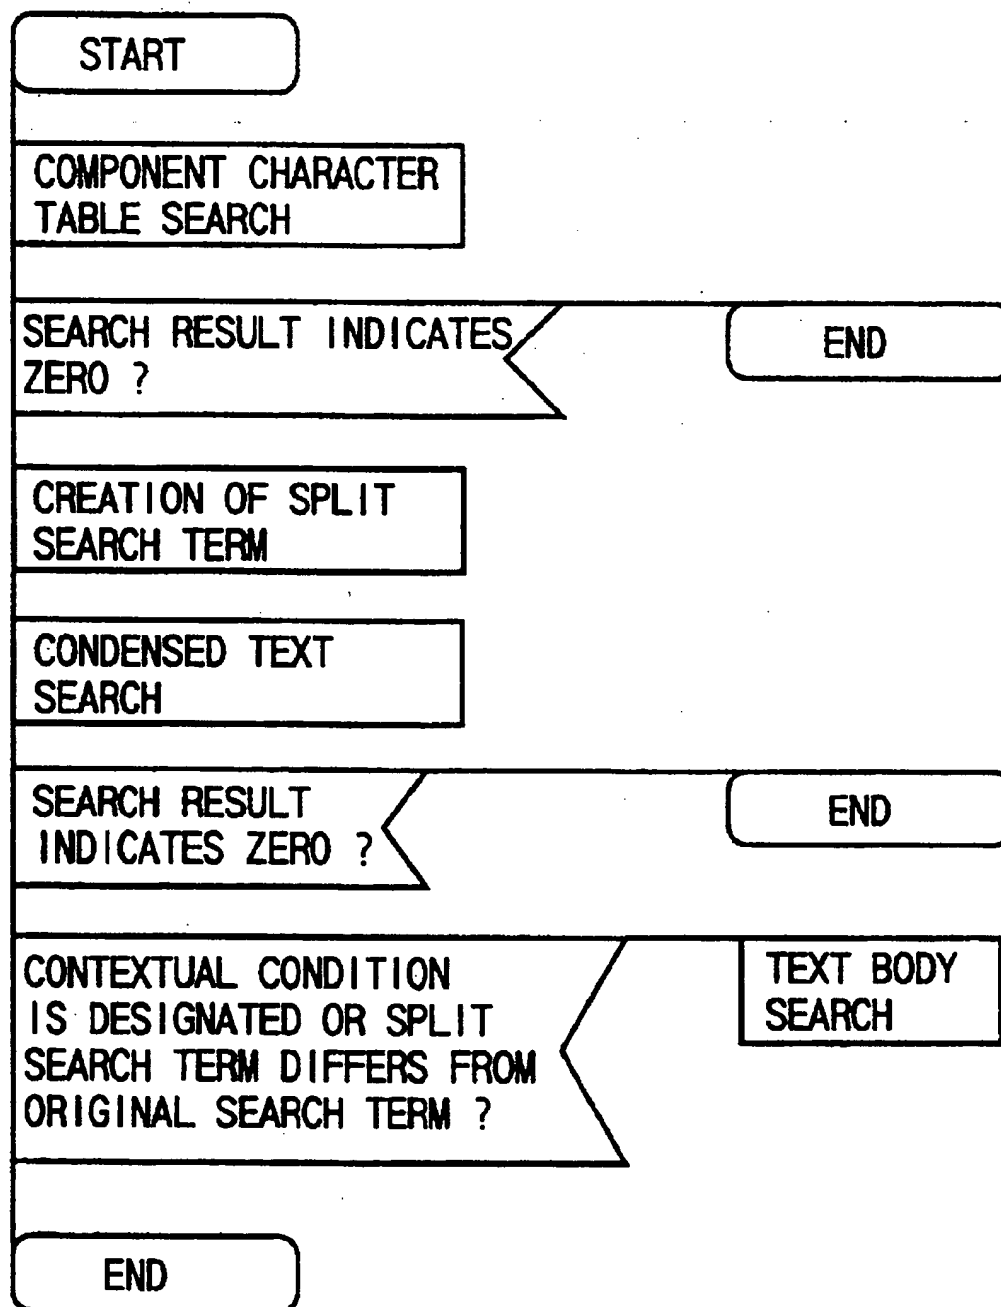 START
COMPONENT CHARACTER
TABLE SEARCH
SEARCH RESULT INDICATES
ZERO ?
END
CREATION OF SPLIT
SEARCH TERM
CONDENSED TEXT
SEARCH
SEARCH RESULT
INDICATES ZERO ?
END
CONTEXTUAL CONDITION
IS DESIGNATED OR SPLIT
SEARCH TERM DIFFERS FROM
ORIGINAL SEARCH TERM ?
TEXT BODY
SEARCH
END